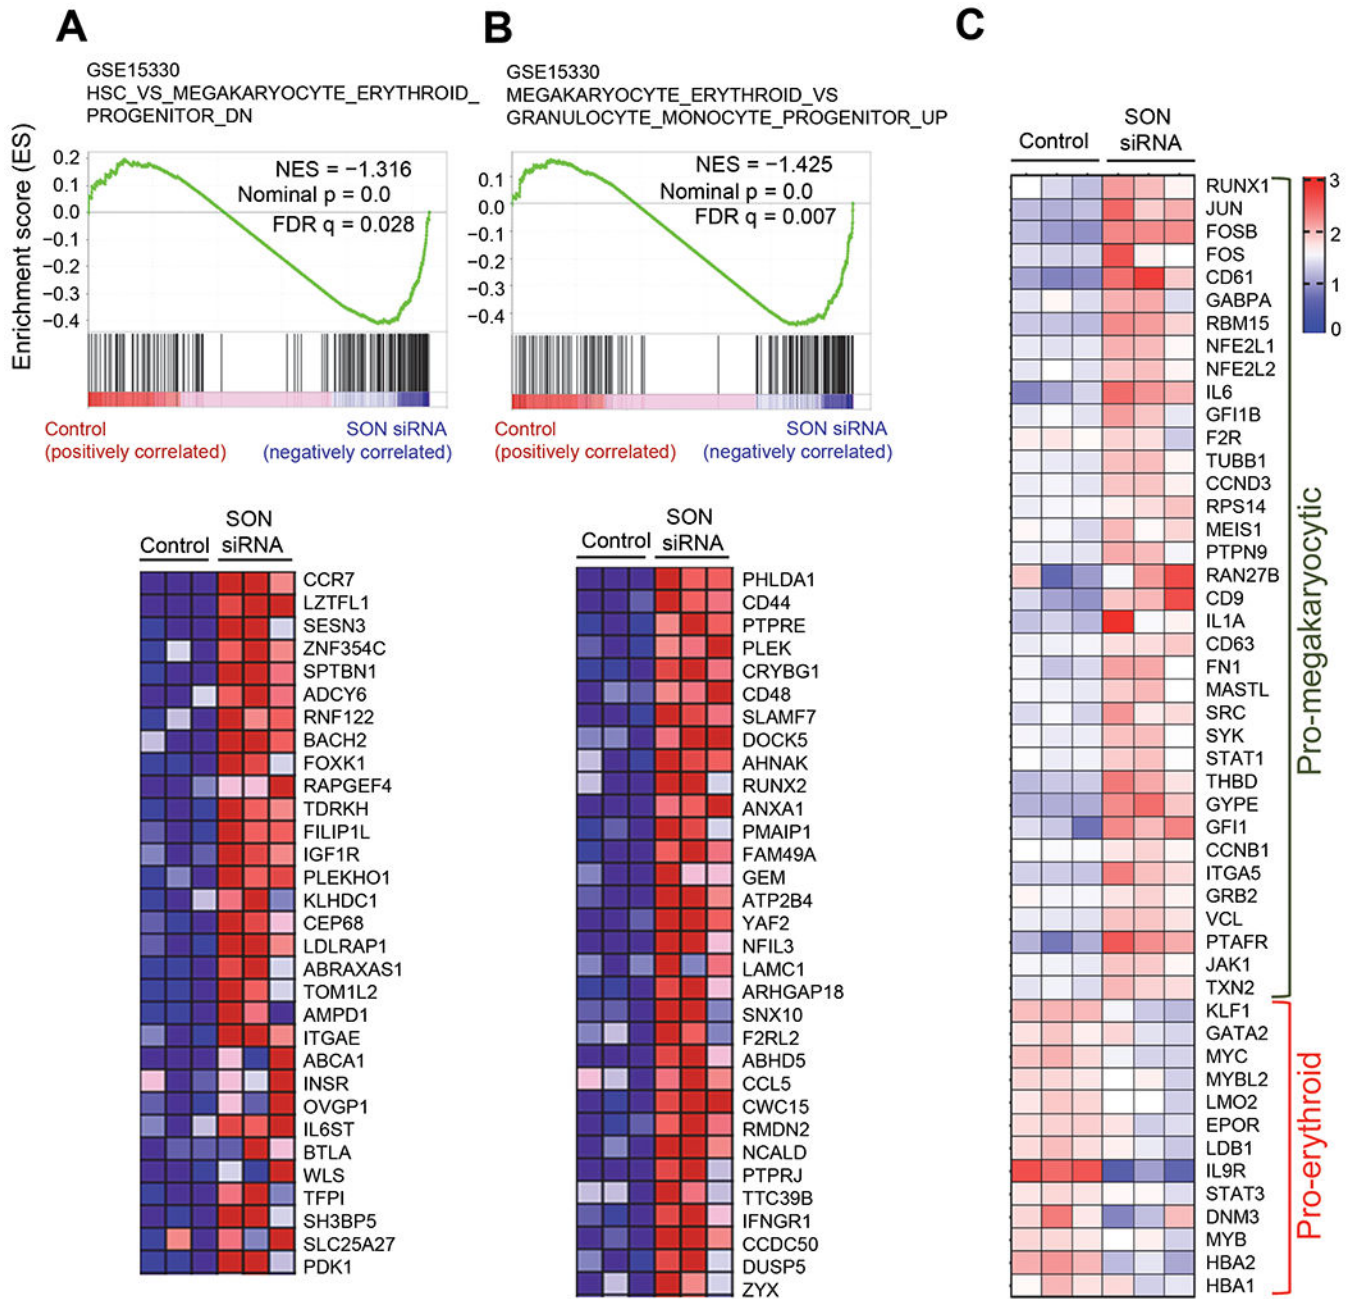 A
GSE15330
HSC_VS_MEGAKARYOCYTE_ERYTHROID_
PROGENITOR_DN
Enrichment score (ES)
0.2
0.1
0.0
−0.1
−0.2
−0.3
−0.4
NES = −1.316
Nominal p = 0.0
FDR q = 0.028
Control
(positively correlated)
SON siRNA
(negatively correlated)
Control
SON
siRNA
CCR7
LZTFL1
SESN3
ZNF354C
SPTBN1
ADCY6
RNF122
BACH2
FOXK1
RAPGEF4
TDRKH
FILIP1L
IGF1R
PLEKHO1
KLHDC1
CEP68
LDLRAP1
ABRAXAS1
TOM1L2
AMPD1
ITGAE
ABCA1
INSR
OVGP1
IL6ST
BTLA
WLS
TFPI
SH3BP5
SLC25A27
PDK1
B
GSE15330
MEGAKARYOCYTE_ERYTHROID_VS
GRANULOCYTE_MONOCYTE_PROGENITOR_UP
0.1
0.0
−0.1
−0.2
−0.3
−0.4
NES = −1.425
Nominal p = 0.0
FDR q = 0.007
Control
(positively correlated)
SON siRNA
(negatively correlated)
Control
SON
siRNA
PHLDA1
CD44
PTPRE
PLEK
CRYBG1
CD48
SLAMF7
DOCK5
AHNAK
RUNX2
ANXA1
PMAIP1
FAM49A
GEM
ATP2B4
YAF2
NFIL3
LAMC1
ARHGAP18
SNX10
F2RL2
ABHD5
CCL5
CWC15
RMDN2
NCALD
PTPRJ
TTC39B
IFNGR1
CCDC50
DUSP5
ZYX
C
Control
SON
siRNA
RUNX1
JUN
FOSB
FOS
CD61
GABPA
RBM15
NFE2L1
NFE2L2
IL6
GFI1B
F2R
TUBB1
CCND3
RPS14
MEIS1
PTPN9
RAN27B
CD9
IL1A
CD63
FN1
MASTL
SRC
SYK
STAT1
THBD
GYPE
GFI1
CCNB1
ITGA5
GRB2
VCL
PTAFR
JAK1
TXN2
KLF1
GATA2
MYC
MYBL2
LMO2
EPOR
LDB1
IL9R
STAT3
DNM3
MYB
HBA2
HBA1
3
2
1
0
Pro-megakaryocytic
Pro-erythroid